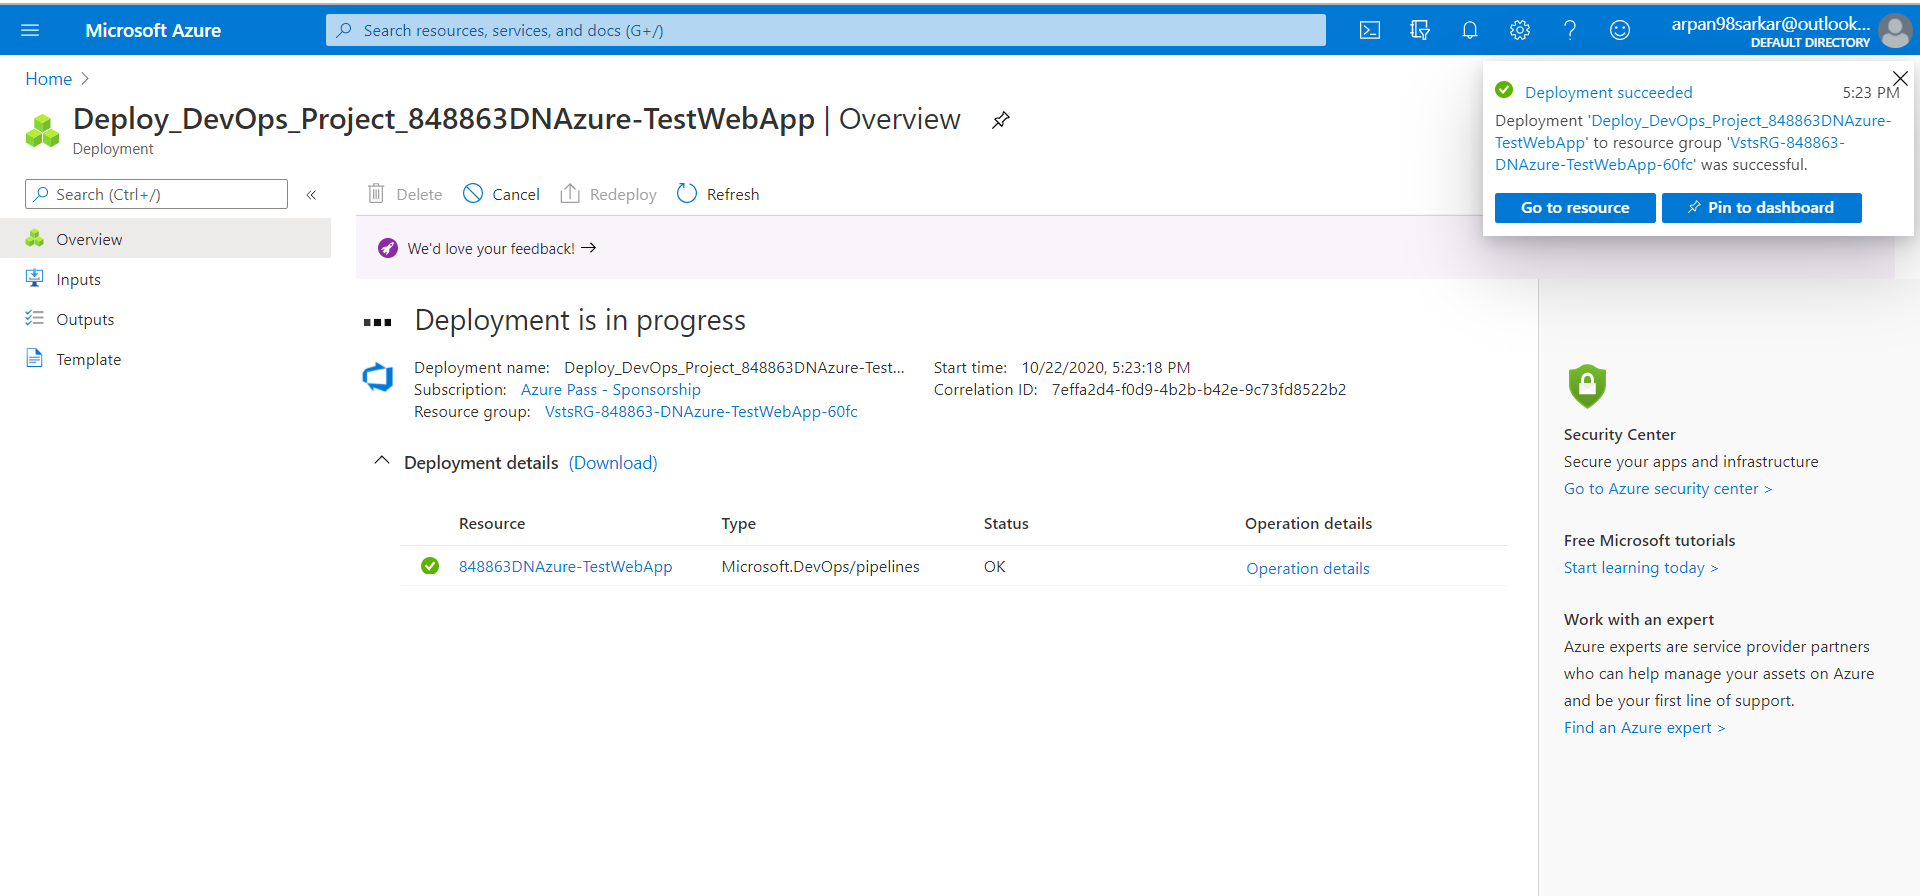 Microsoft Azure
Search resources, services, and docs (G+/)
arpan98sarkar@outlook...
DEFAULT DIRECTORY
Home
Deploy_DevOps_Project_848863DNAzure-TestWebApp | Overview
Deployment
Deployment succeeded 5:23 PM
Deployment 'Deploy_DevOps_Project_848863DNAzure-
TestWebApp' to resource group 'VstsRG-848863-
DNAzure-TestWebApp-60fc' was successful.
Go to resource Pin to dashboard
Search (Ctrl+/)
Overview
Inputs
Outputs
Template
Delete Cancel Redeploy Refresh
We'd love your feedback! →
Deployment is in progress
Deployment name: Deploy_DevOps_Project_848863DNAzure-Test...
Subscription: Azure Pass - Sponsorship
Resource group: VstsRG-848863-DNAzure-TestWebApp-60fc
Start time: 10/22/2020, 5:23:18 PM
Correlation ID: 7effa2d4-f0d9-4b2b-b42e-9c73fd8522b2
Deployment details (Download)
Resource Type Status Operation details
848863DNAzure-TestWebApp Microsoft.DevOps/pipelines OK Operation details
Security Center
Secure your apps and infrastructure
Go to Azure security center >
Free Microsoft tutorials
Start learning today >
Work with an expert
Azure experts are service provider partners
who can help manage your assets on Azure
and be your first line of support.
Find an Azure expert >